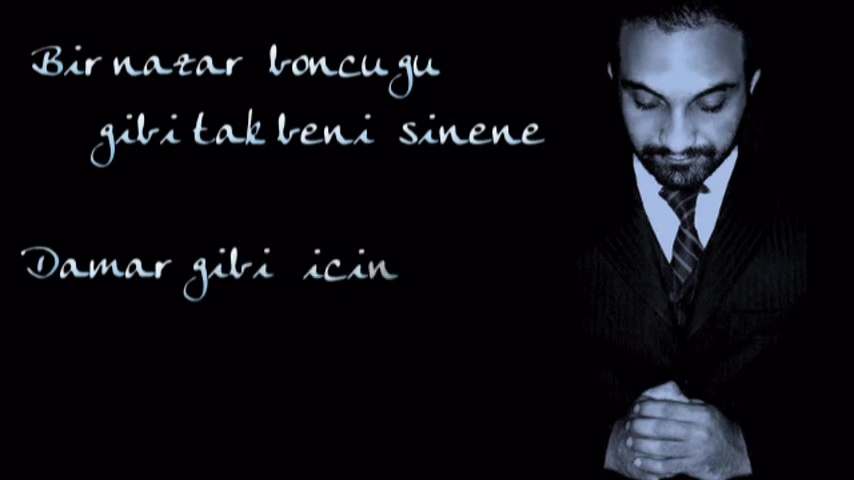 Bir nazar boncugu
gibi tak beni sinene
Damar gibi icin